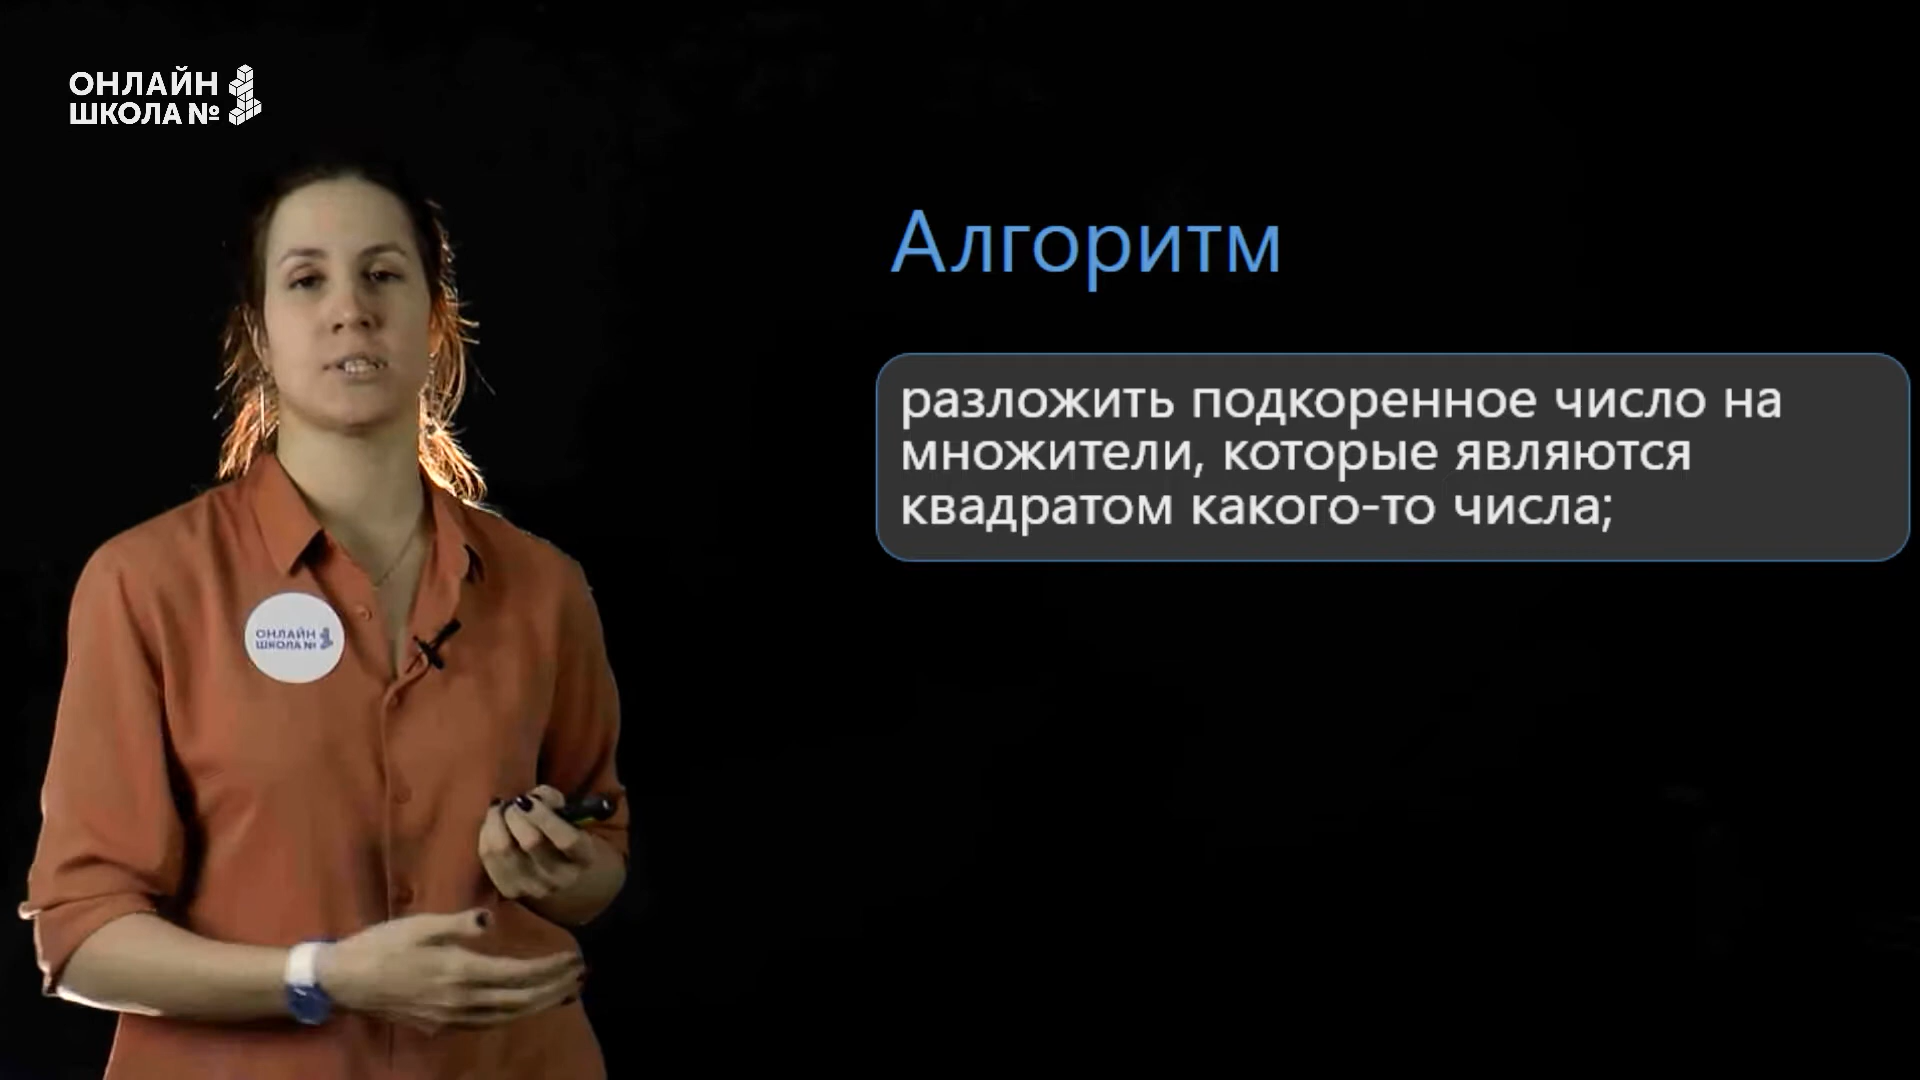 ОНЛАЙН
ШКОЛА №
Алгоритм
разложить подкоренное число на
множители, которые являются
квадратом какого-то числа;
ОНЛАЙН
ШКОЛА №